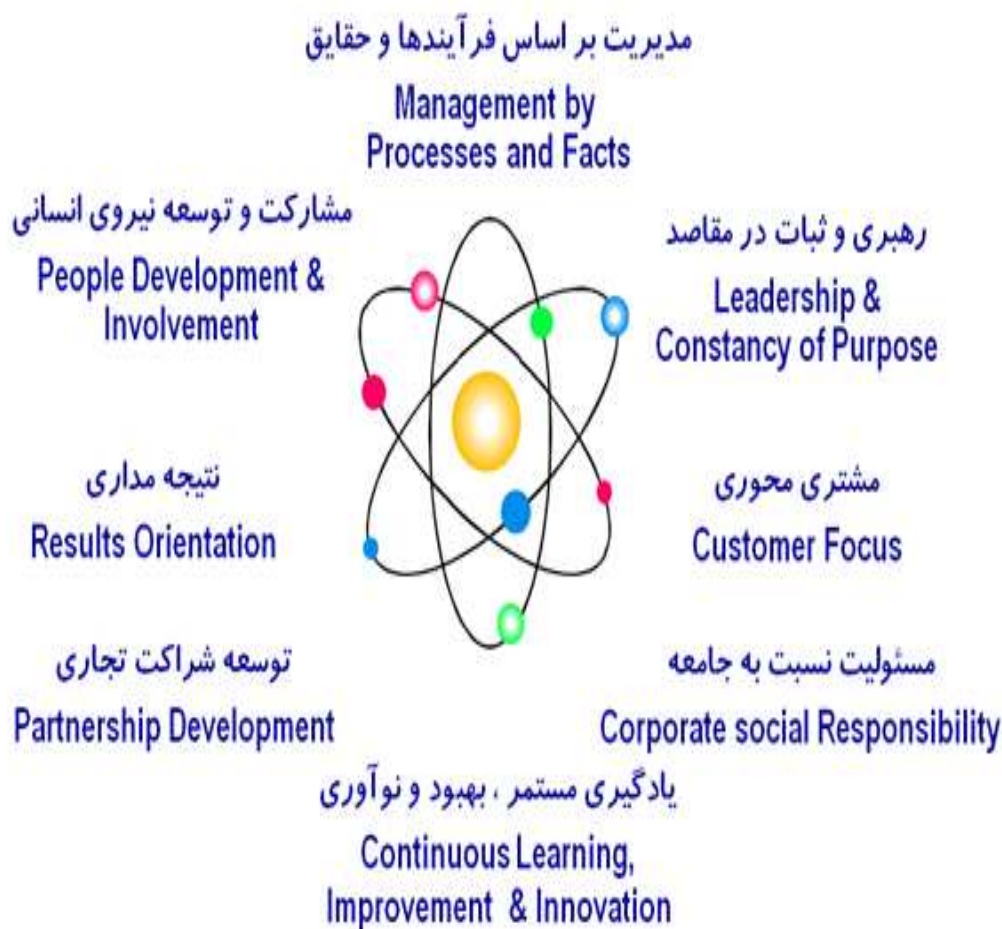 مدیریت بر اساس فرآیندها و حقایق
Management by
Processes and Facts
مشارکت و توسعه نیروی انسانی
People Development &
Involvement
رهبری و ثبات در مقاصد
Leadership &
Constancy of Purpose
نتیجه مداری
Results Orientation
مشتری محوری
Customer Focus
توسعه شراکت تجاری
Partnership Development
مسئولیت نسبت به جامعه
Corporate social Responsibility
یادگیری مستمر ، بهبود و نوآوری
Continuous Learning,
Improvement & Innovation